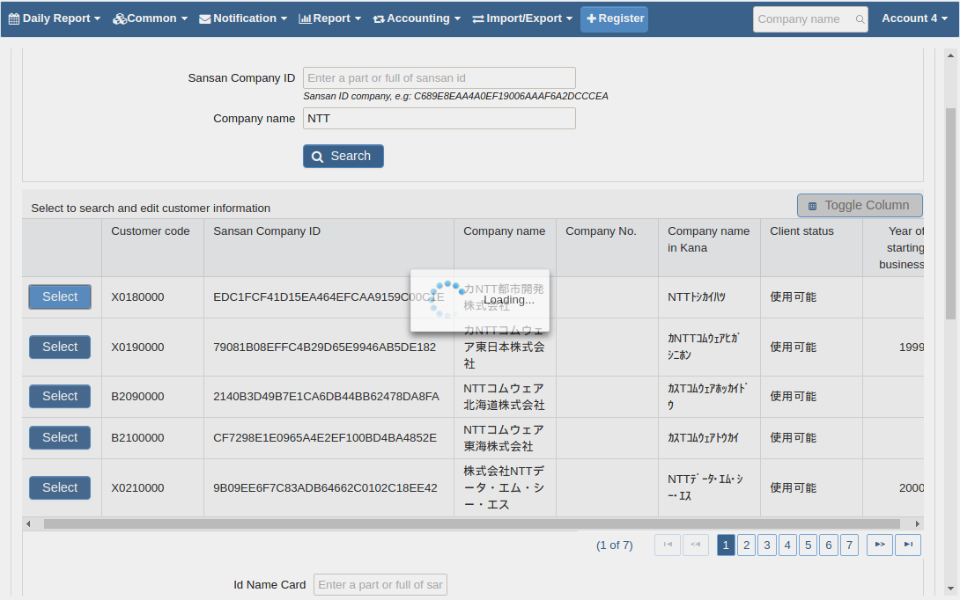 Daily Report Common Notification Report Accounting Import/Export Register Company name Account 4
Sansan Company ID Enter a part or full of sansan id
Sansan ID company, e.g: C689E8EAA4A0EF19006AAAF6A2DCCCEA
Company name NTT
Search
Select to search and edit customer information Toggle Column
Customer code Sansan Company ID Company name Company No. Company name Client status Year of
in Kana starting
business
Select X0180000 EDC1FCF41D15EA464EFCAA9159C00C1E カNTT都市開発 NTTﾄｼｶｲﾊﾂ 使用可能
株式会社
Loading...
Select X0190000 79081B08EFFC4B29D65E9946AB5DE182 カNTTコムウェ ｶNTTｺﾑｳｪｱﾋｶﾞ 使用可能 1999
ア東日本株式会 ｼﾆﾎﾝ
社
Select B2090000 2140B3D49B7E1CA6DB44BB62478DA8FA NTTコムウェア ｶｽTｺﾑｳｪｱﾎｯｶｲﾄﾞ 使用可能
北海道株式会社 ｳ
Select B2100000 CF7298E1E0965A4E2EF100BD4BA4852E NTTコムウェア ｶｽTｺﾑｳｪｱﾄｳｶｲ 使用可能
東海株式会社
Select X0210000 9B09EE6F7C83ADB64662C0102C18EE42 株式会社NTTデ NTTﾃﾞｰﾀ･ｴﾑ･ｼ 使用可能 2000
ータ・エム・シ ｰ･ｴｽ
ー・エス
(1 of 7) 1 2 3 4 5 6 7
Id Name Card Enter a part or full of sar